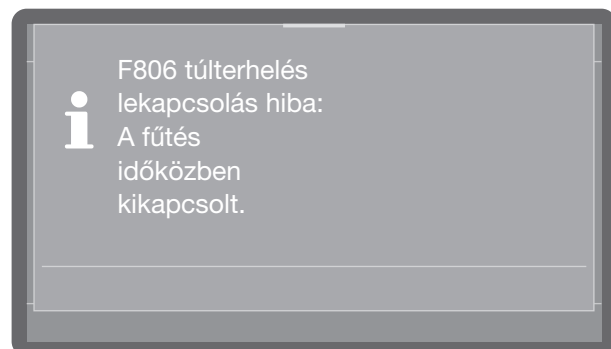 F806 túlterhelés
lekapcsolás hiba:
A fűtés
időközben
kikapcsolt.